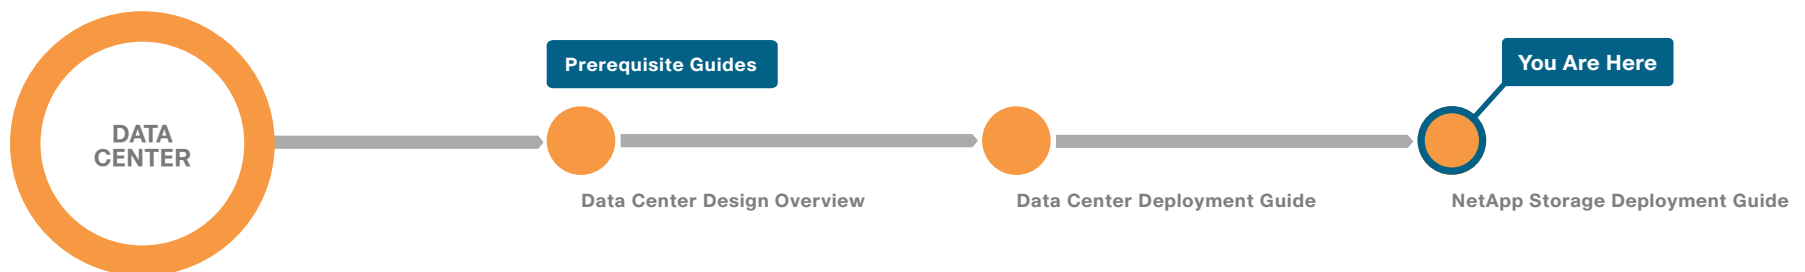 DATA
CENTER
Prerequisite Guides
You Are Here
Data Center Design Overview
Data Center Deployment Guide
NetApp Storage Deployment Guide